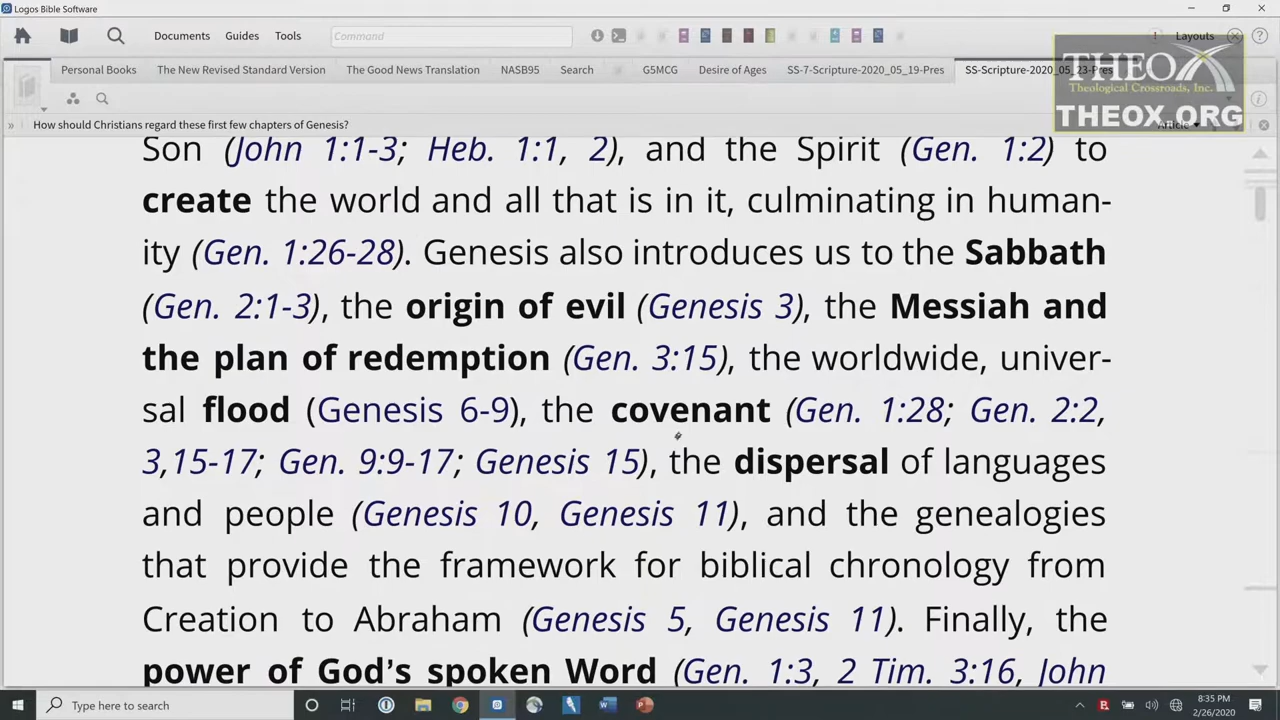 Logos Bible Software
Documents Guides Tools Command Layouts
Personal Books The New Revised Standard Version Translation NASB95 Search G5MCG Desire of Ages SS-7-Scripture-2020_05_19-Pres SS-Scripture-2020_05_23-Pres
THEOX
Theological Crossroads, Inc.
THEOX.ORG
» How should Christians regard these first few chapters of Genesis? Article
Son (John 1:1-3; Heb. 1:1, 2), and the Spirit (Gen. 1:2) to
create the world and all that is in it, culminating in human-
ity (Gen. 1:26-28). Genesis also introduces us to the Sabbath
(Gen. 2:1-3), the origin of evil (Genesis 3), the Messiah and
the plan of redemption (Gen. 3:15), the worldwide, univer-
sal flood (Genesis 6-9), the covenant (Gen. 1:28; Gen. 2:2,
3,15-17; Gen. 9:9-17; Genesis 15), the dispersal of languages
and people (Genesis 10, Genesis 11), and the genealogies
that provide the framework for biblical chronology from
Creation to Abraham (Genesis 5, Genesis 11). Finally, the
power of God's spoken Word (Gen. 1:3, 2 Tim. 3:16, John
Type here to search
8:35 PM
2/26/2020